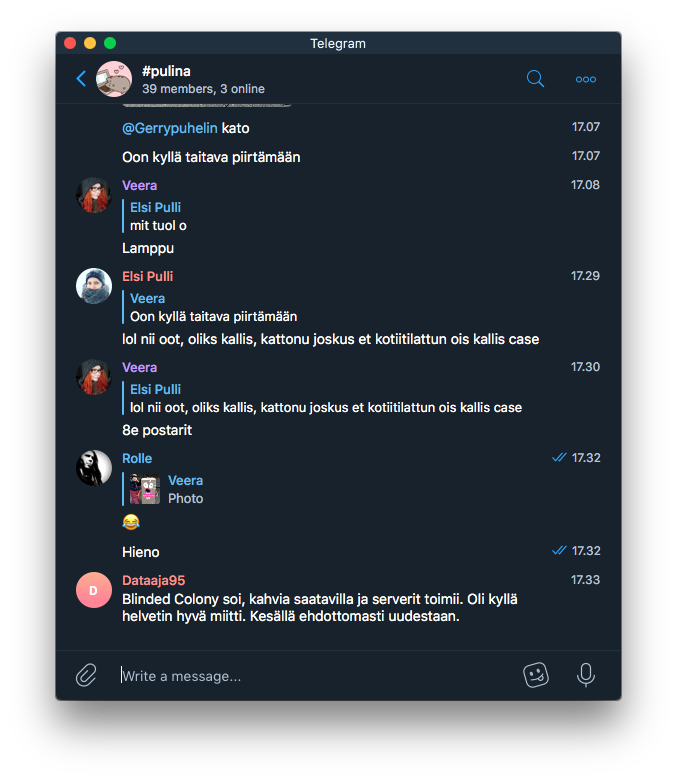 Telegram
#pulina
39 members, 3 online
@Gerrypuhelin kato 17.07
Oon kyllä taitava piirtämään 17.07
Veera 17.08
Elsi Pulli
mit tuol o
Lamppu
Elsi Pulli 17.29
Veera
Oon kyllä taitava piirtämään
lol nii oot, oliks kallis, kattonu joskus et kotiitilattun ois kallis case
Veera 17.30
Elsi Pulli
lol nii oot, oliks kallis, kattonu joskus et kotiitilattun ois kallis case
8e postarit
Rolle 17.32
Veera
Photo
😂
Hieno 17.32
D
Dataaja95 17.33
Blinded Colony soi, kahvia saatavilla ja serverit toimii. Oli kyllä
helvetin hyvä miitti. Kesällä ehdottomasti uudestaan.
Write a message...